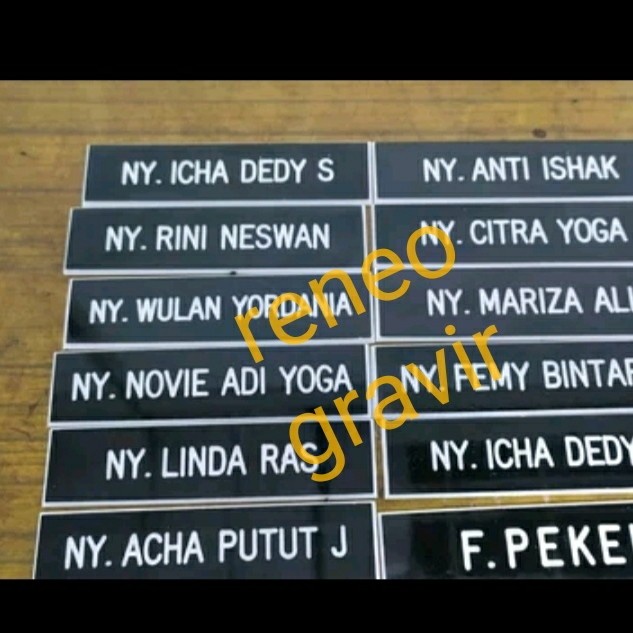 NY. ICHA DEDY S
NY. ANTI ISHAK
NY. RINI NESWAN
NY. CITRA YOGA
NY. WULAN YORDANIA
NY. MARIZA ALI
NY. NOVIE ADI YOGA
NY. FEMY BINTAR
NY. LINDA RAS
NY. ICHA DEDY
NY. ACHA PUTUT J
F. PEKE
reneo
gravir